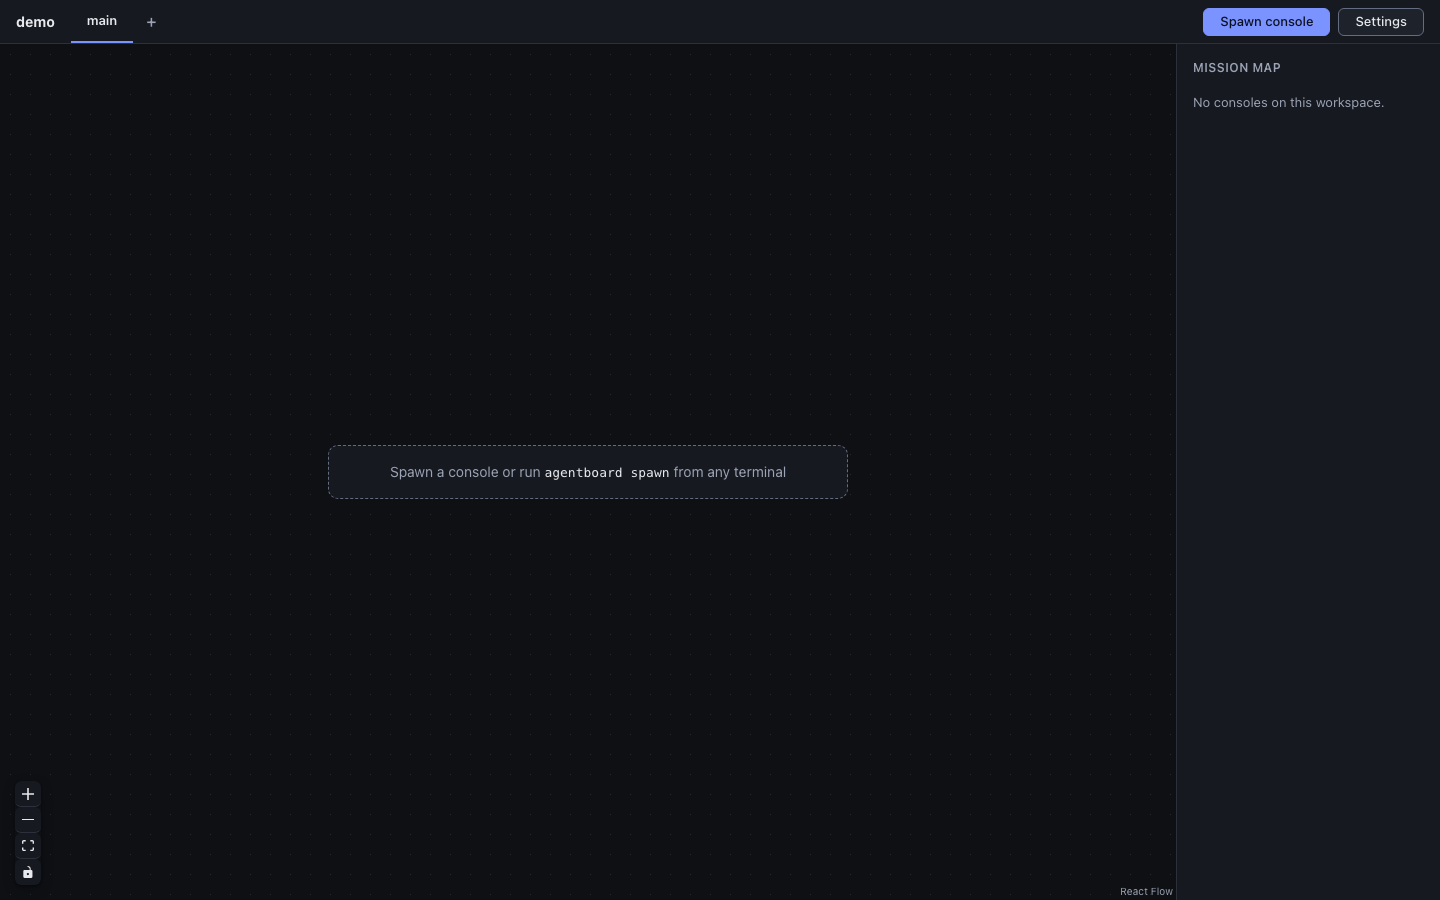 demo
main
+
Spawn console
Settings
MISSION MAP
No consoles on this workspace.
Spawn a console or run agentboard spawn from any terminal
React Flow